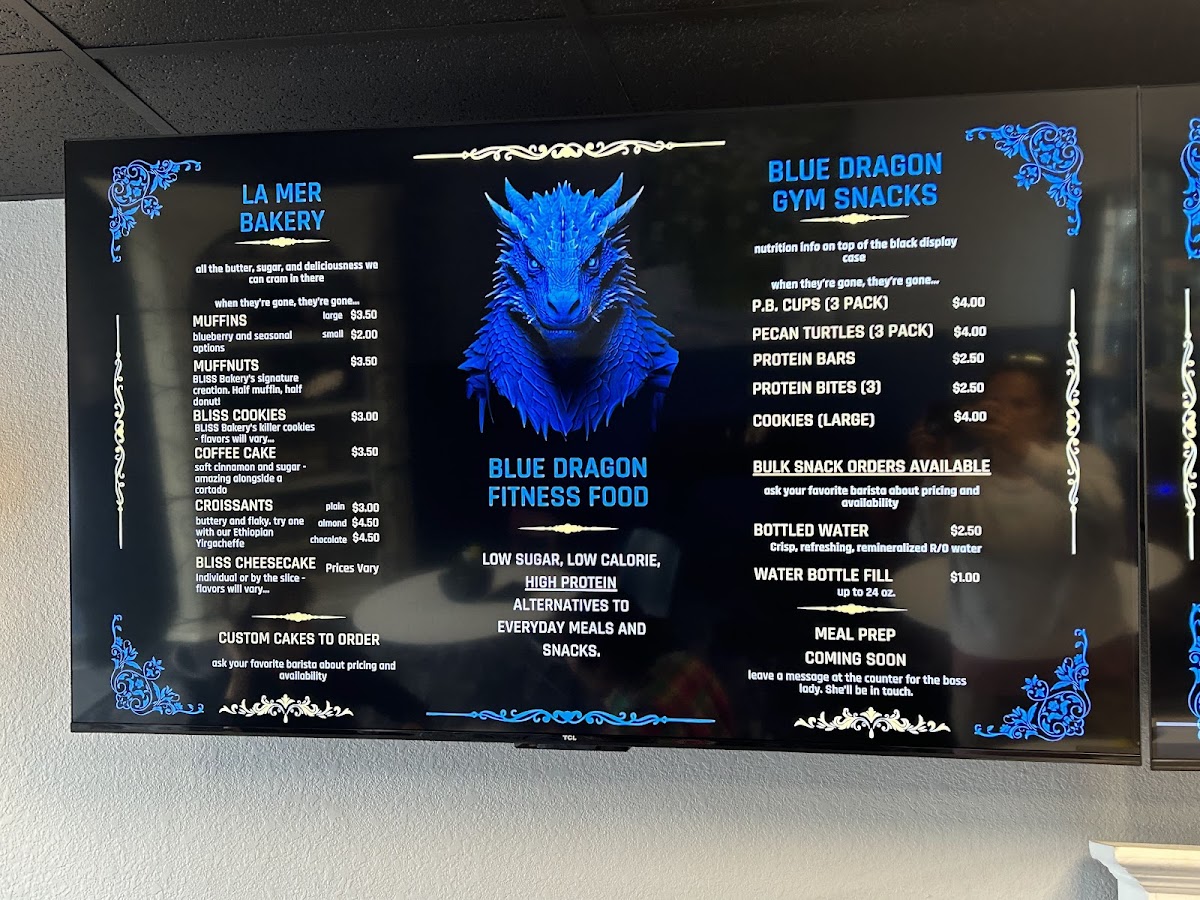 LA MER
BAKERY
all the butter, sugar, and deliciousness we
can cram in there
when they're gone, they're gone...
MUFFINS large $3.50
blueberry and seasonal small $2.00
options
MUFFNUTS $3.50
BLISS Bakery's signature
creation. Half muffin, half
donut!
BLISS COOKIES $3.00
BLISS Bakery's killer cookies
- flavors will vary...
COFFEE CAKE $3.50
soft cinnamon and sugar -
amazing alongside a
cortado
CROISSANTS plain $3.00
buttery and flaky. try one almond $4.50
with our Ethiopian
Yirgacheffe chocolate $4.50
BLISS CHEESECAKE Prices Vary
Individual or by the slice -
flavors will vary...
CUSTOM CAKES TO ORDER
ask your favorite barista about pricing and
availability
BLUE DRAGON
FITNESS FOOD
LOW SUGAR, LOW CALORIE,
HIGH PROTEIN
ALTERNATIVES TO
EVERYDAY MEALS AND
SNACKS.
BLUE DRAGON
GYM SNACKS
nutrition info on top of the black display
case
when they're gone, they're gone...
P.B. CUPS (3 PACK) $4.00
PECAN TURTLES (3 PACK) $4.00
PROTEIN BARS $2.50
PROTEIN BITES (3) $2.50
COOKIES (LARGE) $4.00
BULK SNACK ORDERS AVAILABLE
ask your favorite barista about pricing and
availability
BOTTLED WATER $2.50
Crisp, refreshing, remineralized R/O water
WATER BOTTLE FILL $1.00
up to 24 oz.
MEAL PREP
COMING SOON
leave a message at the counter for the boss
lady. She'll be in touch.
TCL